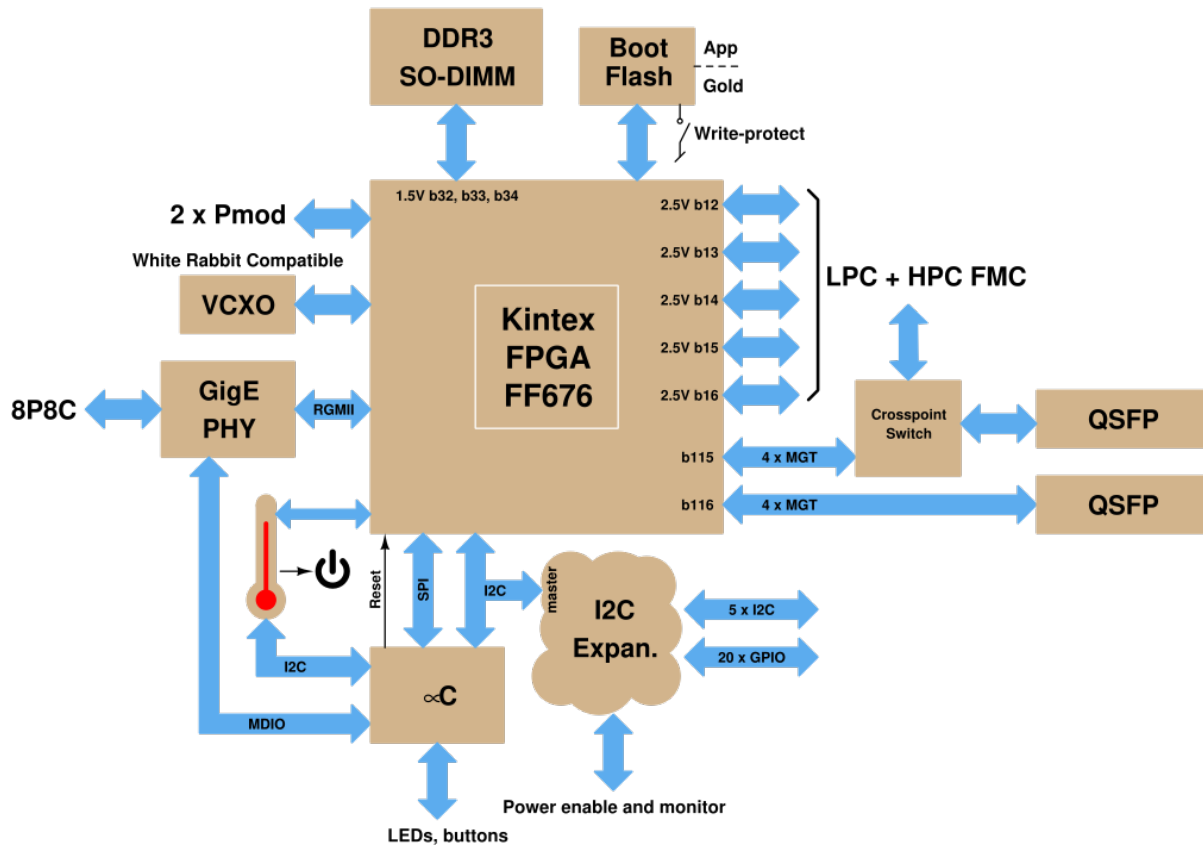 DDR3
SO-DIMM
Boot
Flash
App
Gold
Write-protect
1.5V b32, b33, b34
2 x Pmod
White Rabbit Compatible
VCXO
GigE
PHY
8P8C
RGMII
Kintex
FPGA
FF676
2.5V b12
2.5V b13
2.5V b14
2.5V b15
2.5V b16
LPC + HPC FMC
Crosspoint
Switch
QSFP
b115
4 x MGT
b116
4 x MGT
QSFP
Reset
SPI
I2C
master
I2C
Expan.
5 x I2C
20 x GPIO
I2C
MDIO
∝C
Power enable and monitor
LEDs, buttons